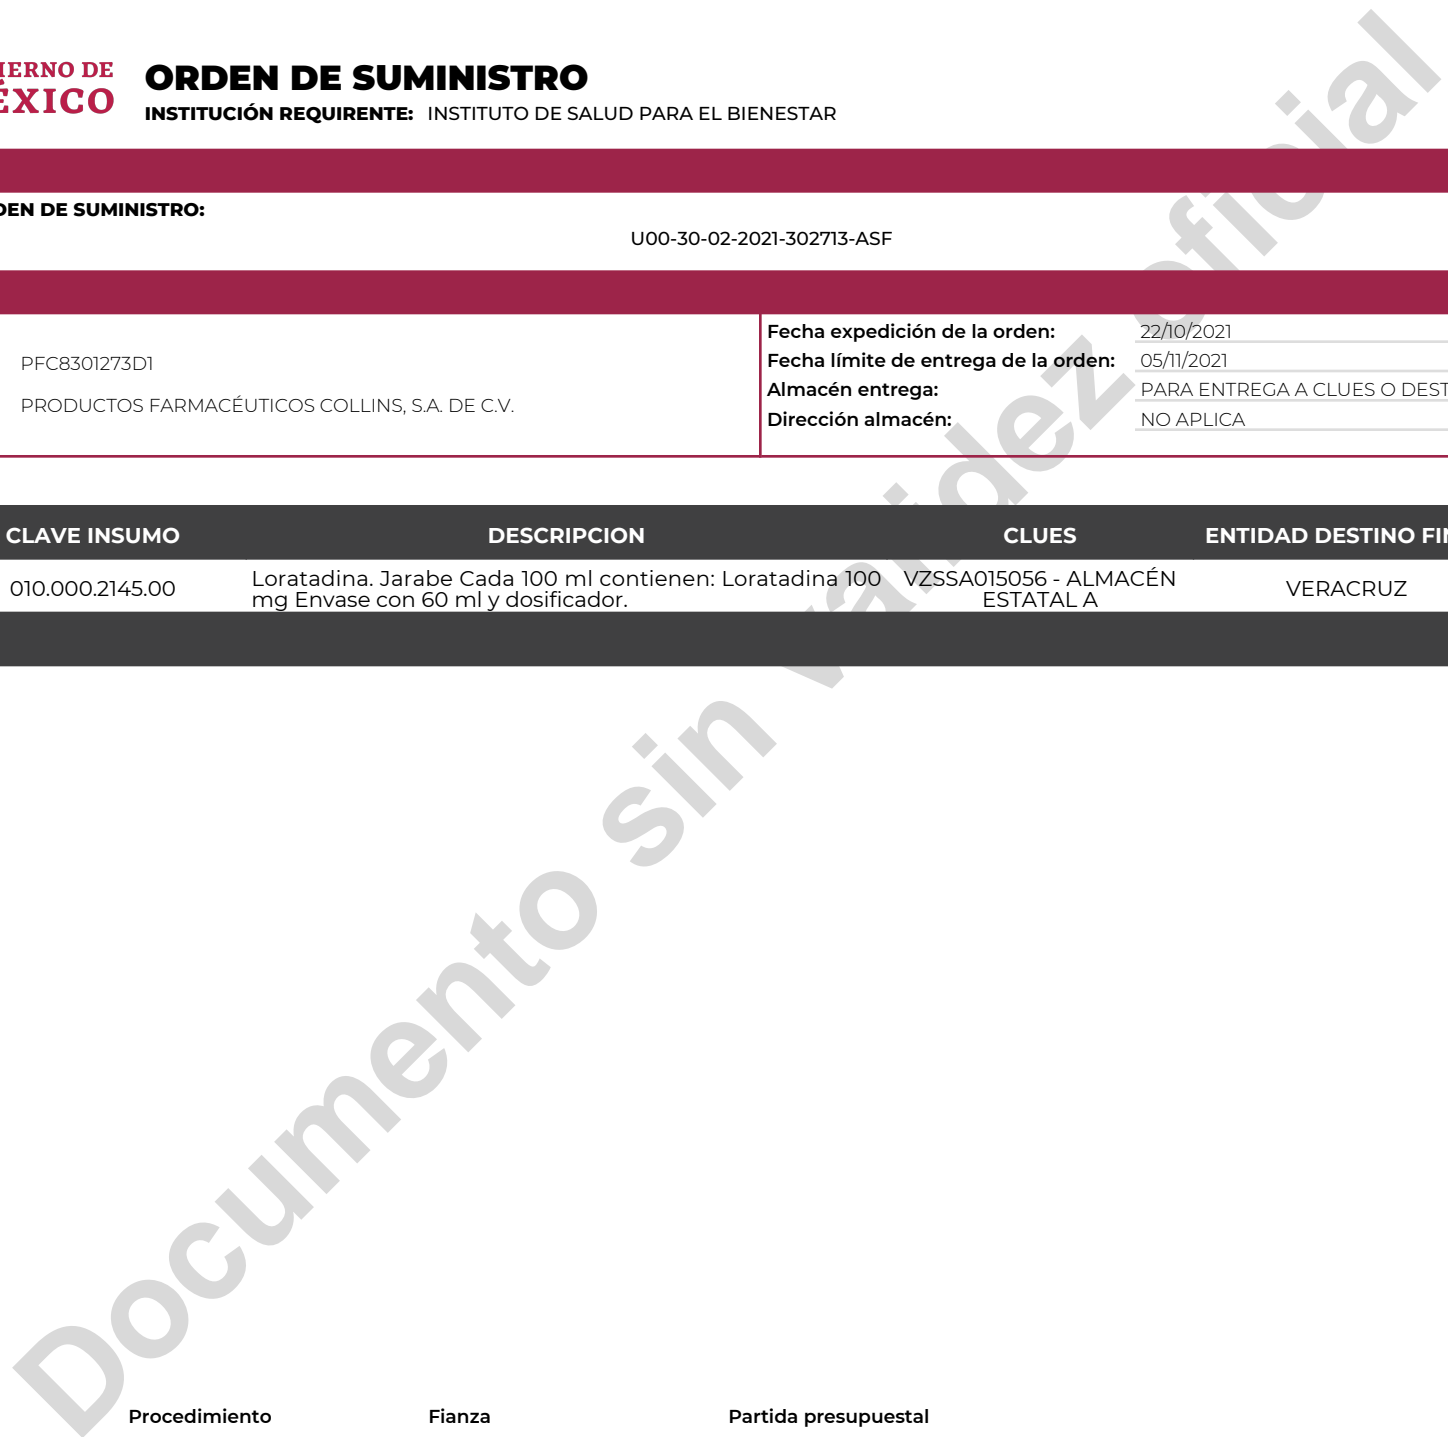 IERNO DE
ÉXICO
ORDEN DE SUMINISTRO
INSTITUCIÓN REQUIRENTE: INSTITUTO DE SALUD PARA EL BIENESTAR
DEN DE SUMINISTRO:
U00-30-02-2021-302713-ASF
PFC8301273D1
PRODUCTOS FARMACÉUTICOS COLLINS, S.A. DE C.V.
Fecha expedición de la orden: 22/10/2021
Fecha límite de entrega de la orden: 05/11/2021
Almacén entrega: PARA ENTREGA A CLUES O DEST
Dirección almacén: NO APLICA
CLAVE INSUMO DESCRIPCION CLUES ENTIDAD DESTINO FIN
010.000.2145.00
Loratadina. Jarabe Cada 100 ml contienen: Loratadina 100
mg Envase con 60 ml y dosificador.
VZSSA015056 - ALMACÉN
ESTATAL A
VERACRUZ
Documento sin validez oficial
Procedimiento Fianza Partida presupuestal